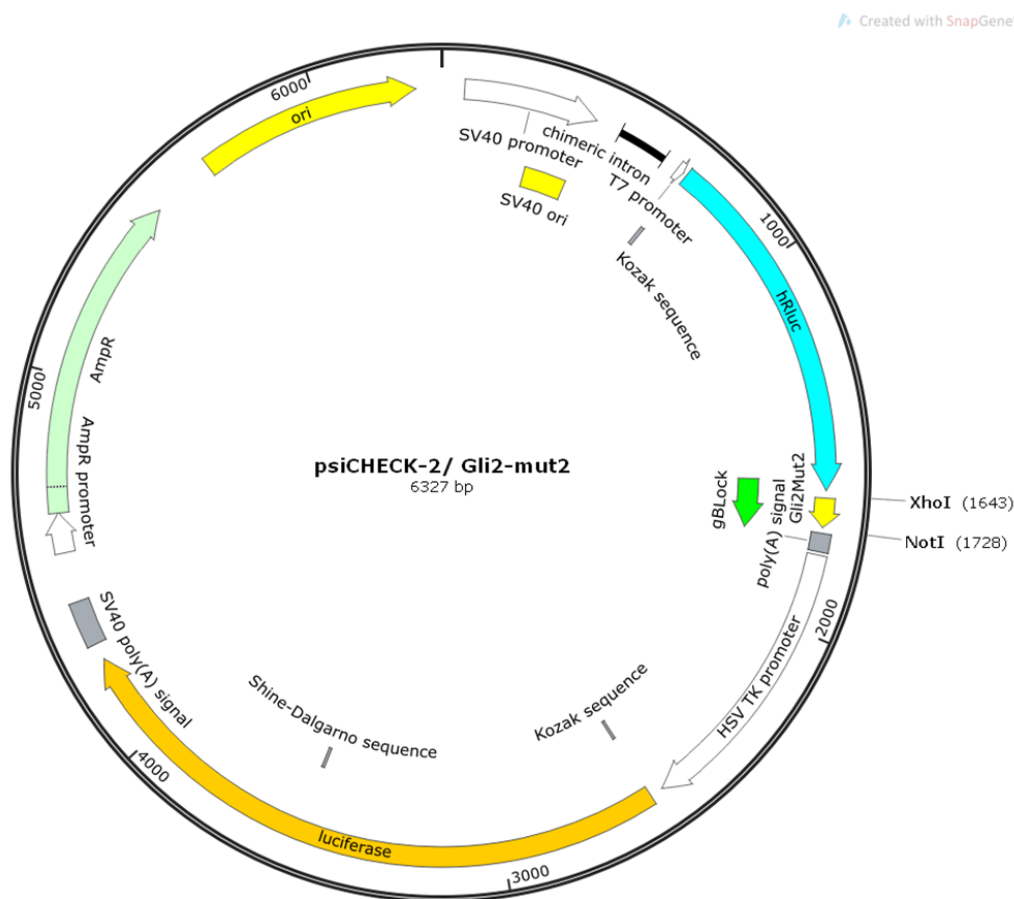 Created with SnapGene
6000
ori
SV40 promoter
chimeric intron
T7 promoter
SV40 ori
Kozak sequence
1000
hRluc
5000
AmpR
AmpR promoter
psiCHECK-2/ Gli2-mut2
6327 bp
gBLock
poly(A) signal
Gli2Mut2
XhoI (1643)
NotI (1728)
2000
HSV TK promoter
SV40 poly(A) signal
Shine-Dalgarno sequence
Kozak sequence
4000
luciferase
3000